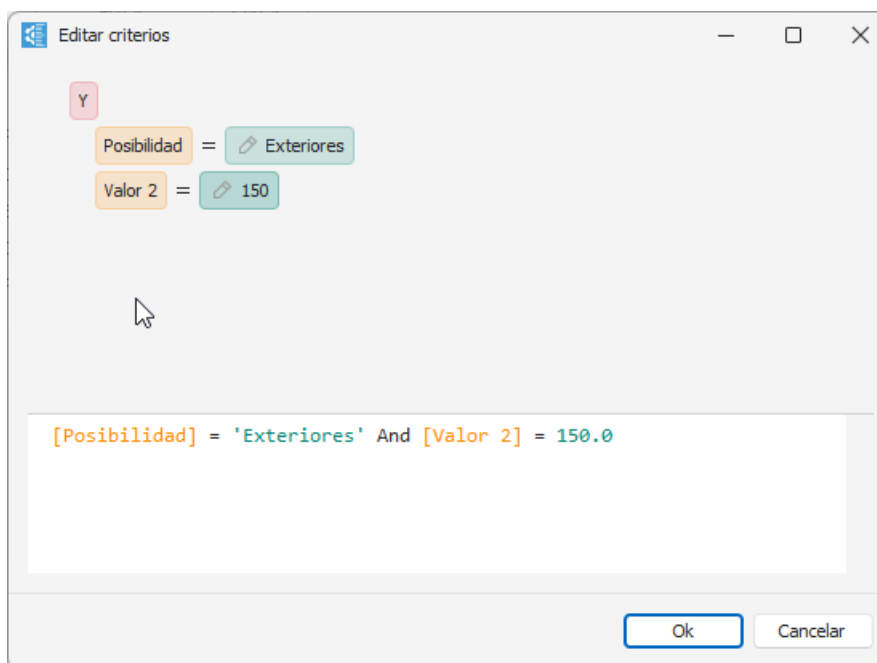 Editar criterios
Y
Posibilidad = Exteriores
Valor 2 = 150
[Posibilidad] = 'Exteriores' And [Valor 2] = 150.0
Ok Cancelar